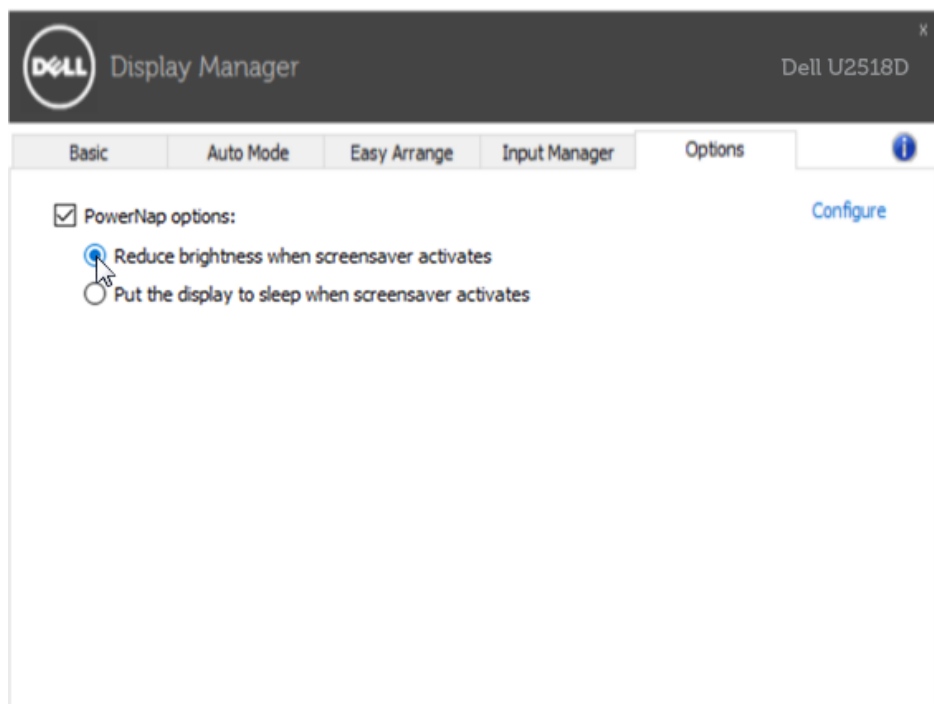 DELL Display Manager
x
Dell U2518D
Basic Auto Mode Easy Arrange Input Manager Options i
PowerNap options:
Configure
Reduce brightness when screensaver activates
Put the display to sleep when screensaver activates